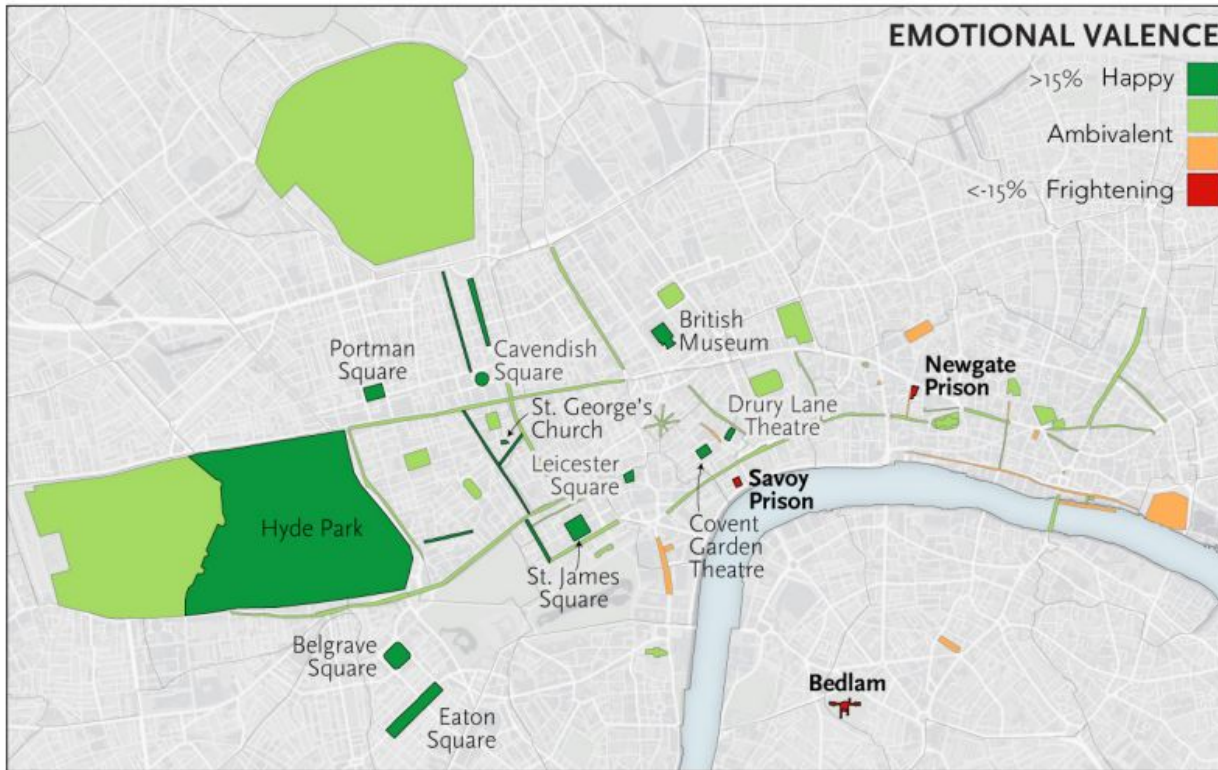 EMOTIONAL VALENCE
>15% Happy
Ambivalent
<-15% Frightening
British
Museum
Portman
Square
Cavendish
Square
Newgate
Prison
St. George's
Church
Drury Lane
Theatre
Leicester
Square
Savoy
Prison
Hyde Park
Covent
Garden
Theatre
St. James
Square
Belgrave
Square
Bedlam
Eaton
Square